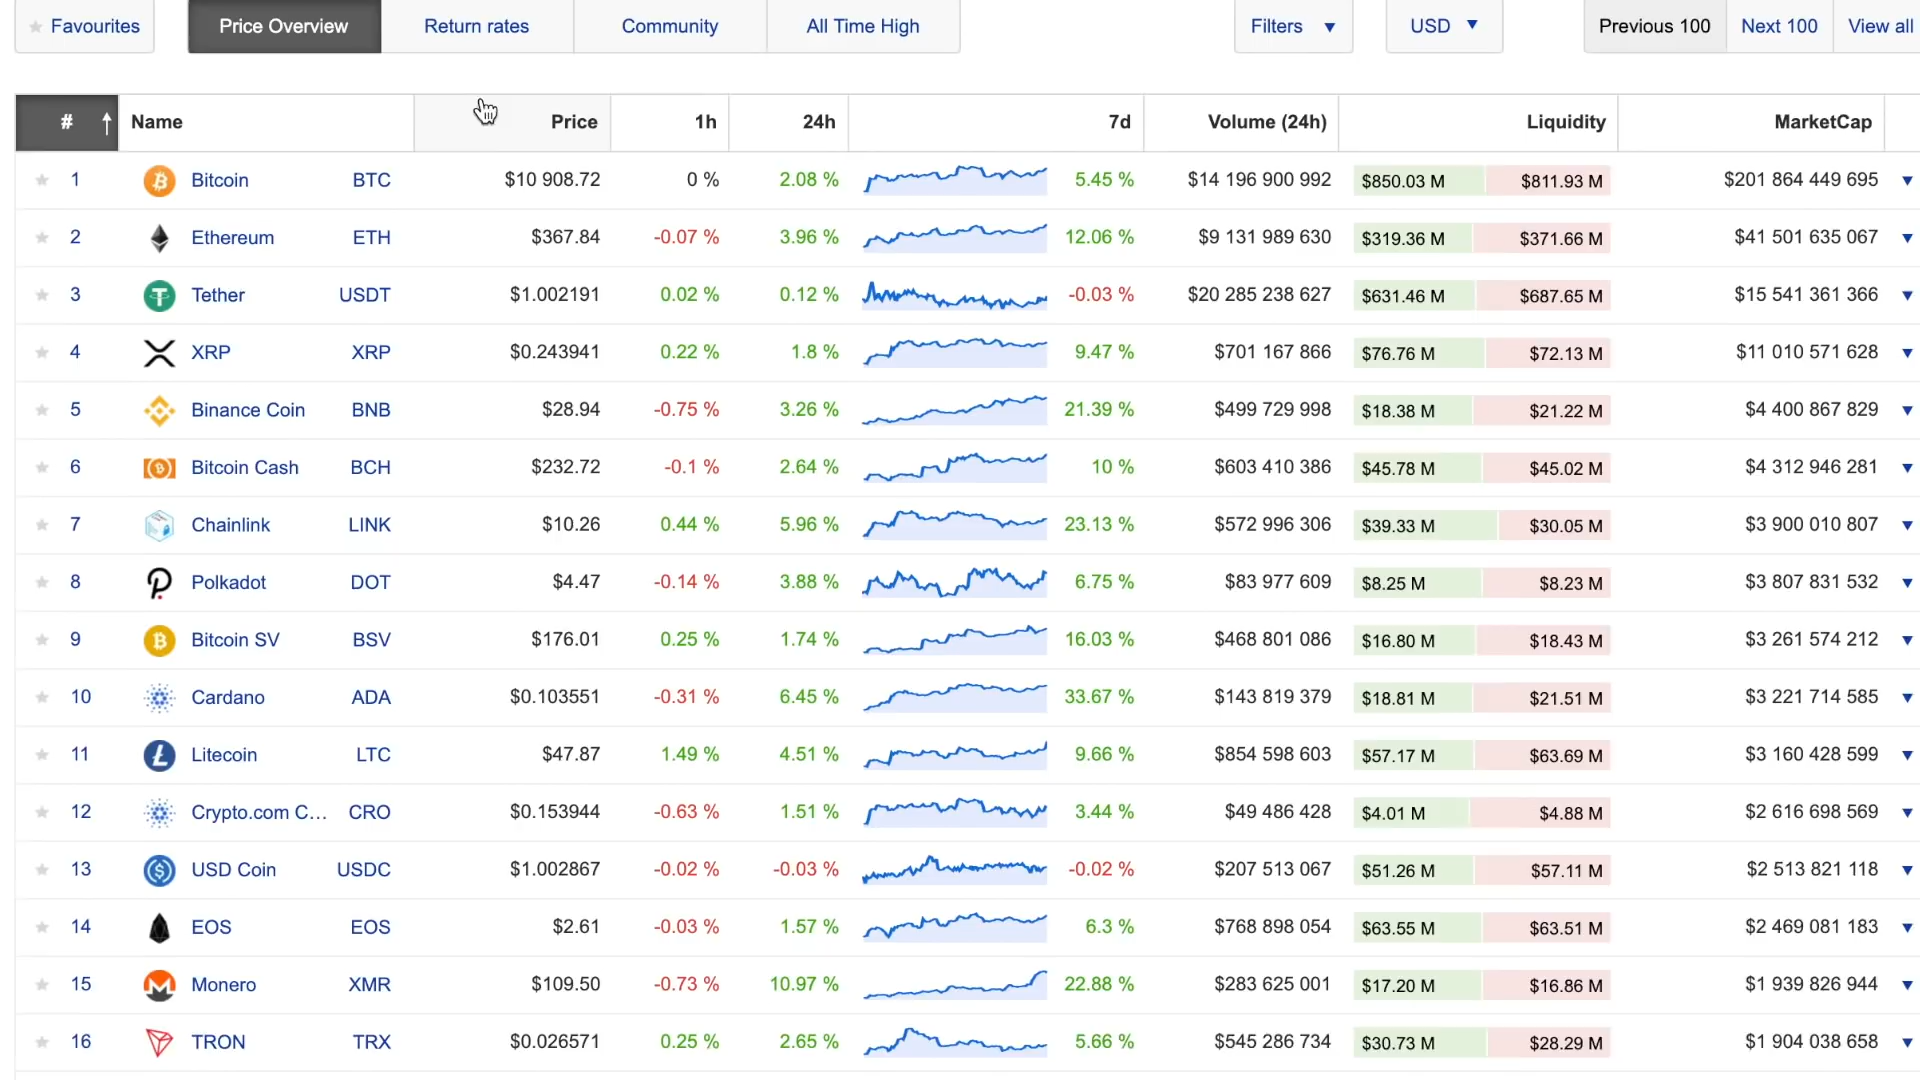 Favourites Price Overview Return rates Community All Time High Filters ▼ USD ▼ Previous 100 Next 100 View all
# ↑ Name Price 1h 24h 7d Volume (24h) Liquidity MarketCap
1 Bitcoin BTC $10 908.72 0 % 2.08 % 5.45 % $14 196 900 992 $850.03 M $811.93 M $201 864 449 695
2 Ethereum ETH $367.84 -0.07 % 3.96 % 12.06 % $9 131 989 630 $319.36 M $371.66 M $41 501 635 067
3 Tether USDT $1.002191 0.02 % 0.12 % -0.03 % $20 285 238 627 $631.46 M $687.65 M $15 541 361 366
4 XRP XRP $0.243941 0.22 % 1.8 % 9.47 % $701 167 866 $76.76 M $72.13 M $11 010 571 628
5 Binance Coin BNB $28.94 -0.75 % 3.26 % 21.39 % $499 729 998 $18.38 M $21.22 M $4 400 867 829
6 Bitcoin Cash BCH $232.72 -0.1 % 2.64 % 10 % $603 410 386 $45.78 M $45.02 M $4 312 946 281
7 Chainlink LINK $10.26 0.44 % 5.96 % 23.13 % $572 996 306 $39.33 M $30.05 M $3 900 010 807
8 Polkadot DOT $4.47 -0.14 % 3.88 % 6.75 % $83 977 609 $8.25 M $8.23 M $3 807 831 532
9 Bitcoin SV BSV $176.01 0.25 % 1.74 % 16.03 % $468 801 086 $16.80 M $18.43 M $3 261 574 212
10 Cardano ADA $0.103551 -0.31 % 6.45 % 33.67 % $143 819 379 $18.81 M $21.51 M $3 221 714 585
11 Litecoin LTC $47.87 1.49 % 4.51 % 9.66 % $854 598 603 $57.17 M $63.69 M $3 160 428 599
12 Crypto.com C... CRO $0.153944 -0.63 % 1.51 % 3.44 % $49 486 428 $4.01 M $4.88 M $2 616 698 569
13 USD Coin USDC $1.002867 -0.02 % -0.03 % -0.02 % $207 513 067 $51.26 M $57.11 M $2 513 821 118
14 EOS EOS $2.61 -0.03 % 1.57 % 6.3 % $768 898 054 $63.55 M $63.51 M $2 469 081 183
15 Monero XMR $109.50 -0.73 % 10.97 % 22.88 % $283 625 001 $17.20 M $16.86 M $1 939 826 944
16 TRON TRX $0.026571 0.25 % 2.65 % 5.66 % $545 286 734 $30.73 M $28.29 M $1 904 038 658